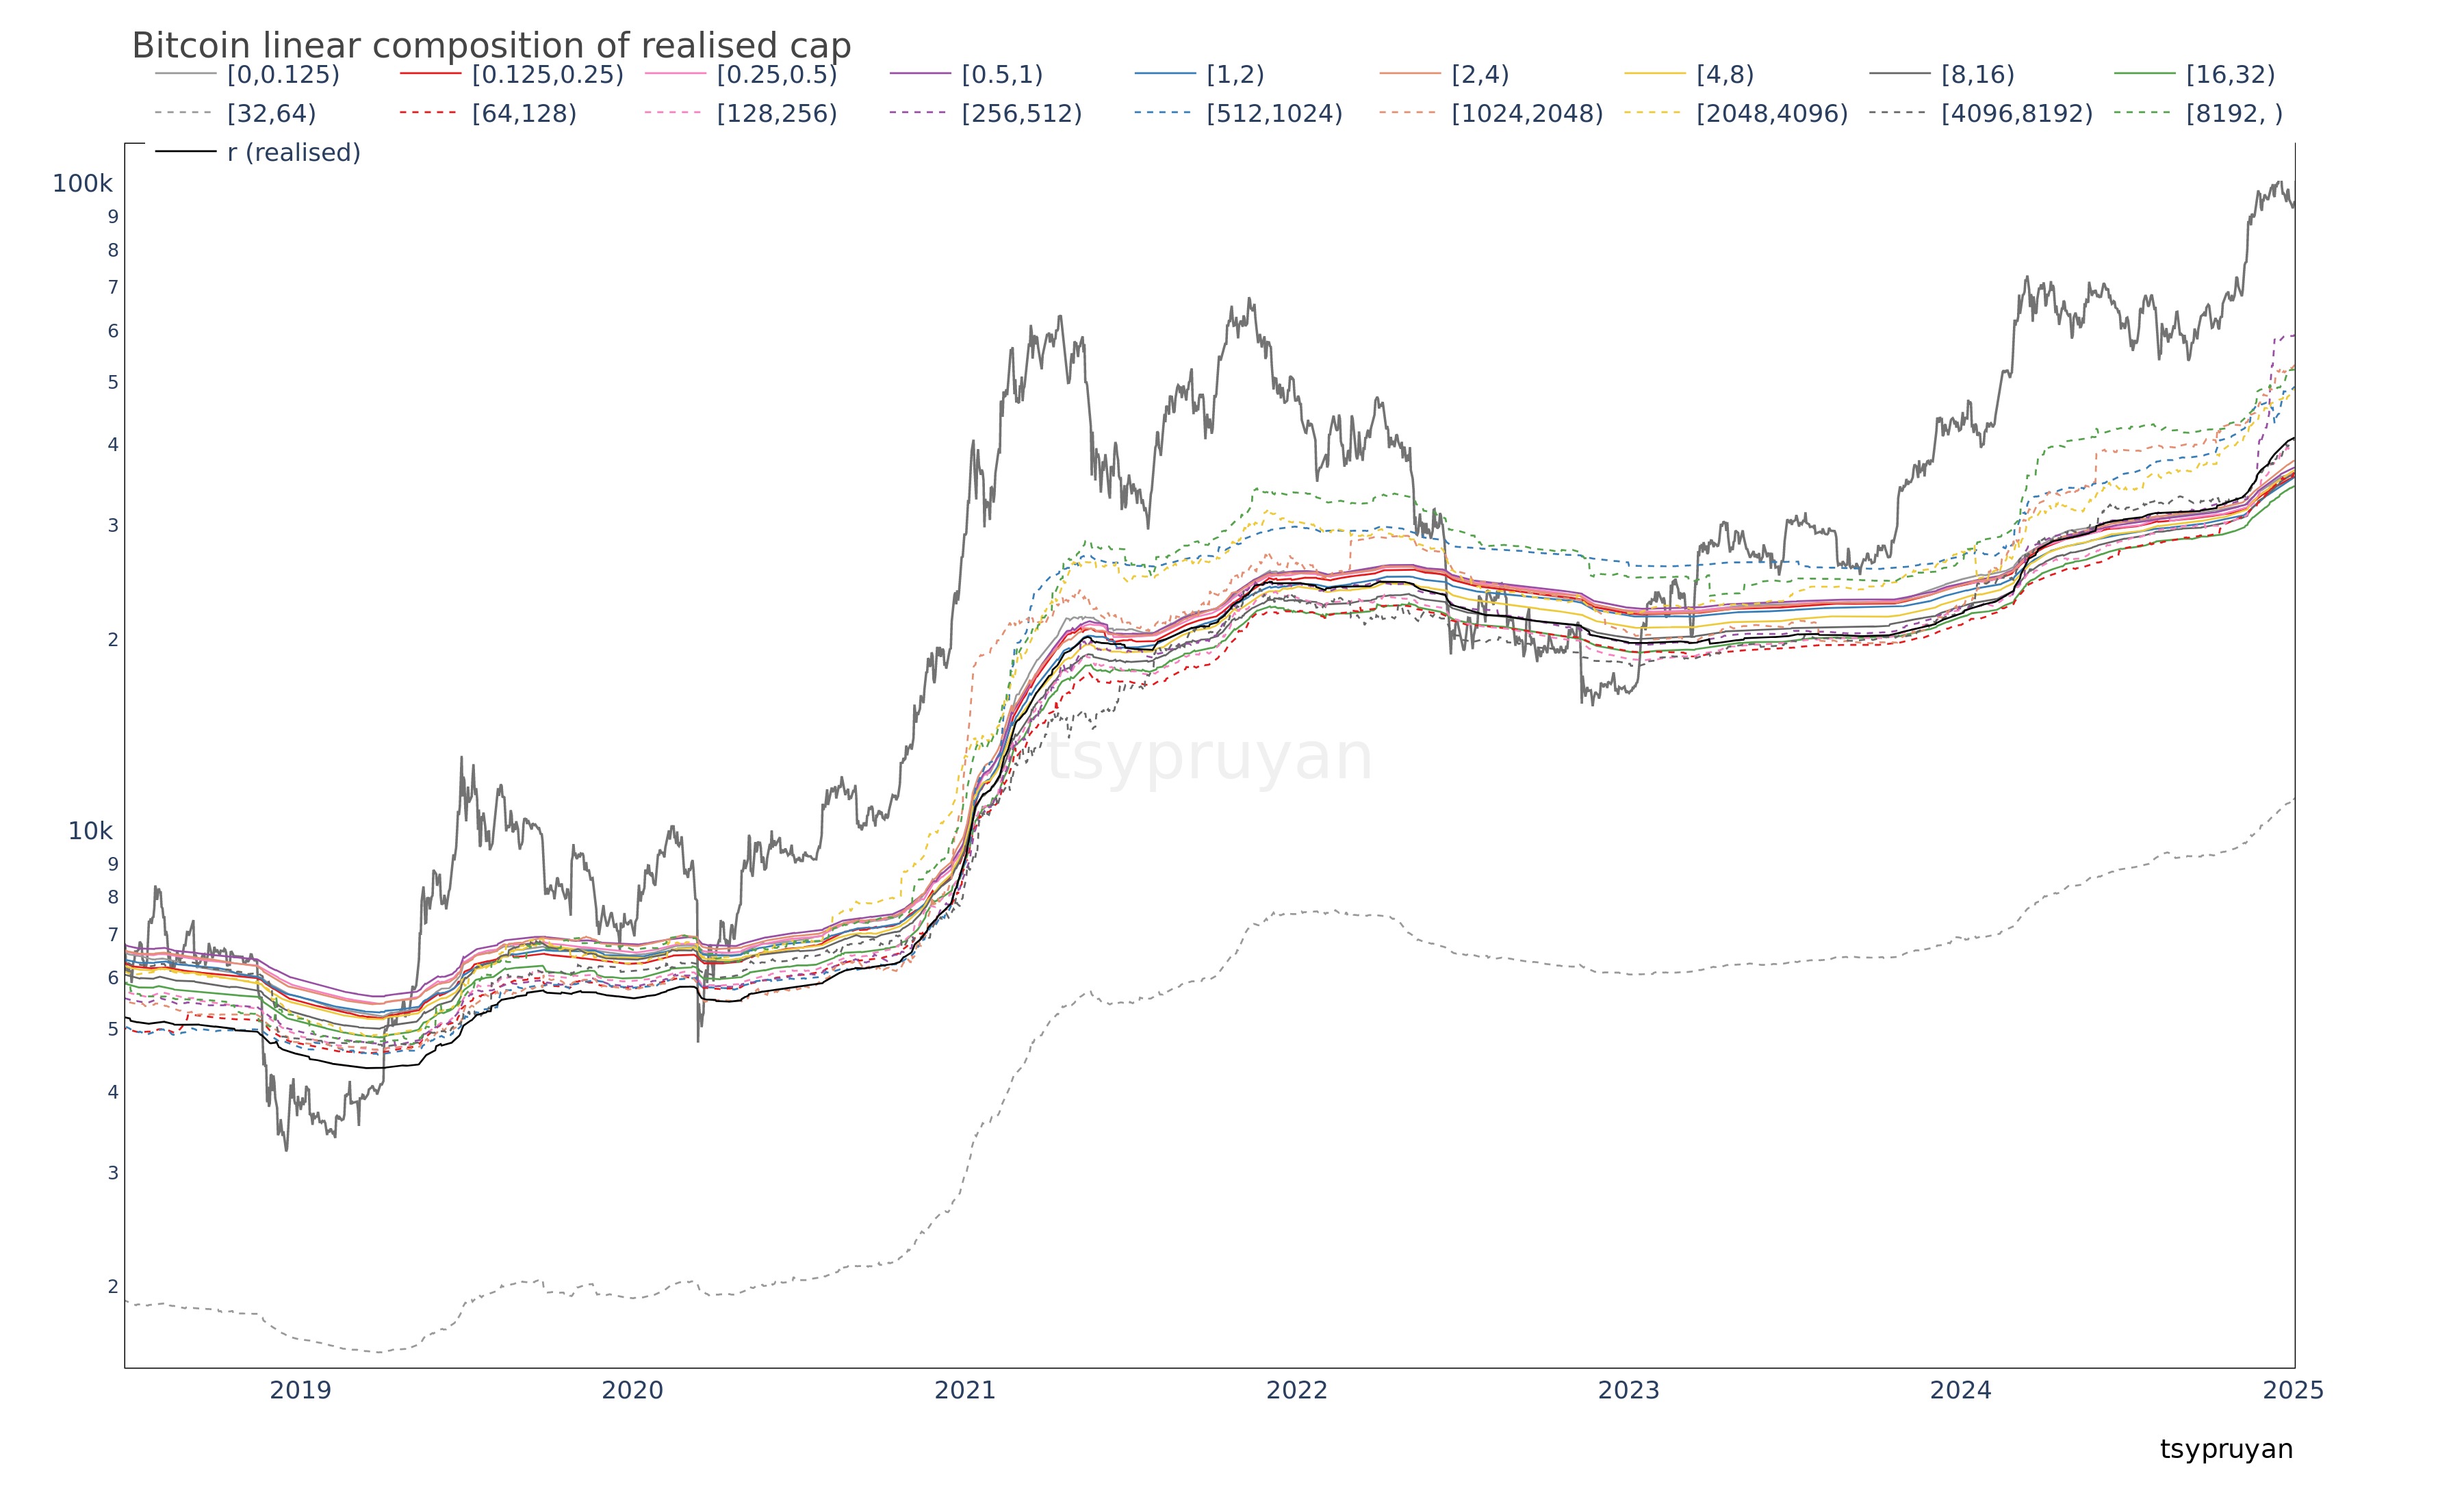 Bitcoin linear composition of realised cap
[0,0.125) [0.125,0.25) [0.25,0.5) [0.5,1) [1,2) [2,4) [4,8) [8,16) [16,32)
[32,64) [64,128) [128,256) [256,512) [512,1024) [1024,2048) [2048,4096) [4096,8192) [8192, )
r (realised)
100k
9
8
7
6
5
4
3
2
tsypruyan
10k
9
8
7
6
5
4
3
2
2019 2020 2021 2022 2023 2024 2025
tsypruyan